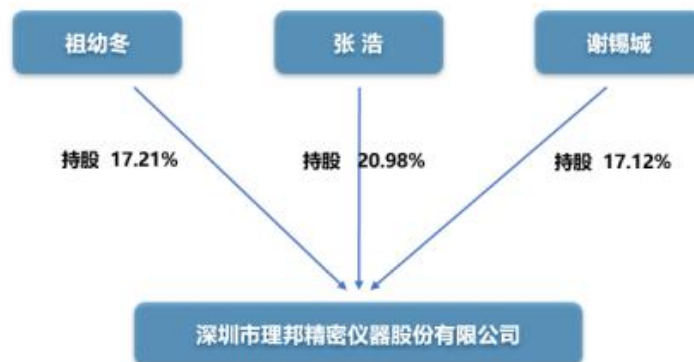 祖幼冬
张 浩
谢锡城
持股 17.21%
持股 20.98%
持股 17.12%
深圳市理邦精密仪器股份有限公司